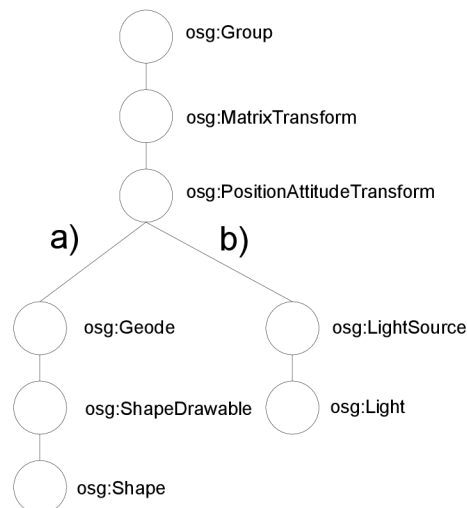 osg:Group
osg:MatrixTransform
osg:PositionAttitudeTransform
a)
b)
osg:Geode
osg:LightSource
osg:ShapeDrawable
osg:Light
osg:Shape